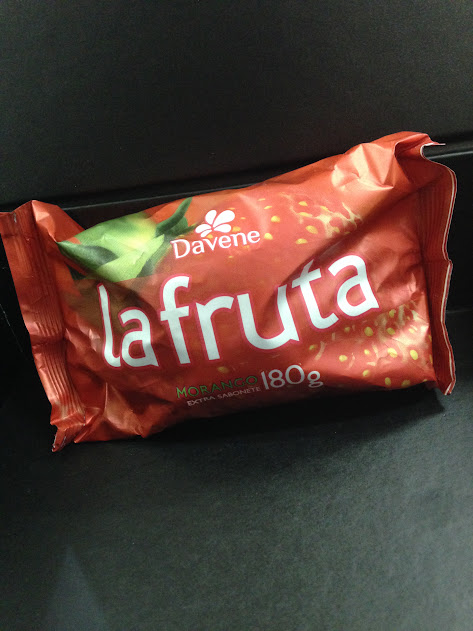 Davene
lafruta
MORANGO 180g
EXTRA SABONETE